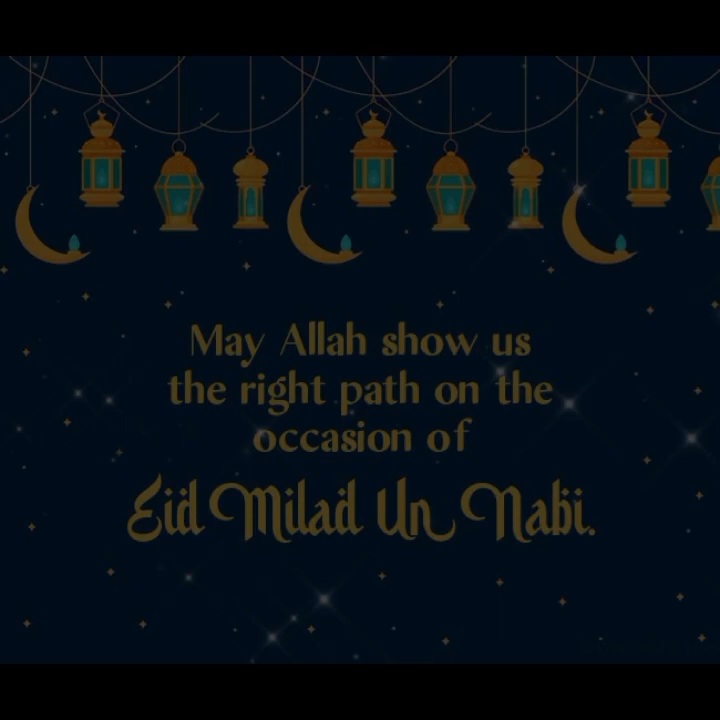 May Allah show us
the right path on the
occasion of
Eid Milad Un Nabi.